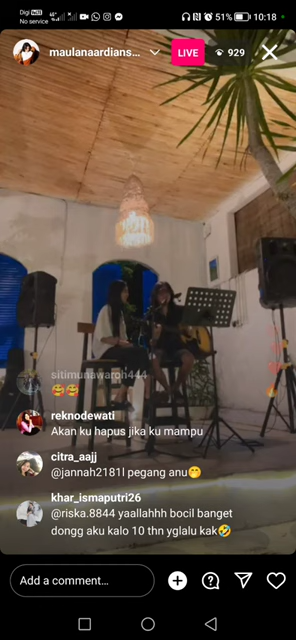 Digi VoLTE
No service
51%
10:18
maulanaardians...
LIVE
929
sitimunawaroh444
🥰🥰
reknodewati
Akan ku hapus jika ku mampu
citra_aajj
@jannah2181l pegang anu🤭
khar_ismaputri26
@riska.8844 yaallahhh bocil banget
dongg aku kalo 10 thn yglalu kak🤣
Add a comment...